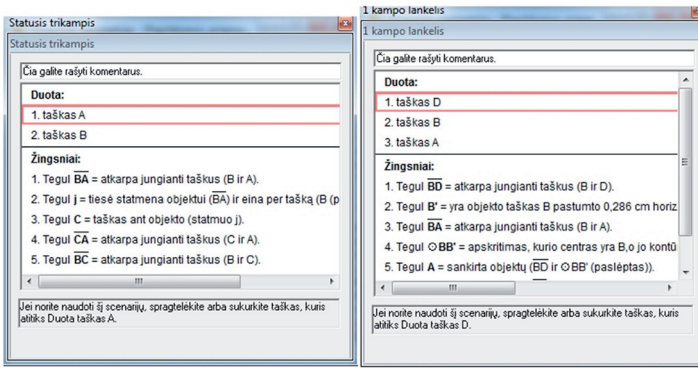 Statusis trikampis
Statusis trikampis
Čia galite rašyti komentarus.
Duota:
1. taškas A
2. taškas B
Žingsniai:
1. Tegul BA = atkarpa jungianti taškus (B ir A).
2. Tegul j = tiesė statmena objektui (BA) ir eina per tašką (B (p
3. Tegul C = taškas ant objekto (statmuo j).
4. Tegul CA = atkarpa jungianti taškus (C ir A).
5. Tegul BC = atkarpa jungianti taškus (B ir C).
Jei norite naudoti šį scenarijų, spragtelėkite arba sukurkite taškas, kuris
atitiks Duota taškas A.
1 kampo lankelis
1 kampo lankelis
Čia galite rašyti komentarus.
Duota:
1. taškas D
2. taškas B
3. taškas A
Žingsniai:
1. Tegul BD = atkarpa jungianti taškus (B ir D).
2. Tegul B' = yra objekto taškas B pastumto 0,286 cm horiz
3. Tegul BA = atkarpa jungianti taškus (B ir A).
4. Tegul ⊙BB' = apskritimas, kurio centras yra B,o jo kontū
5. Tegul A = sankirta objektų (BD ir ⊙BB' (paslėptas)).
Jei norite naudoti šį scenarijų, spragtelėkite arba sukurkite taškas, kuris
atitiks Duota taškas D.